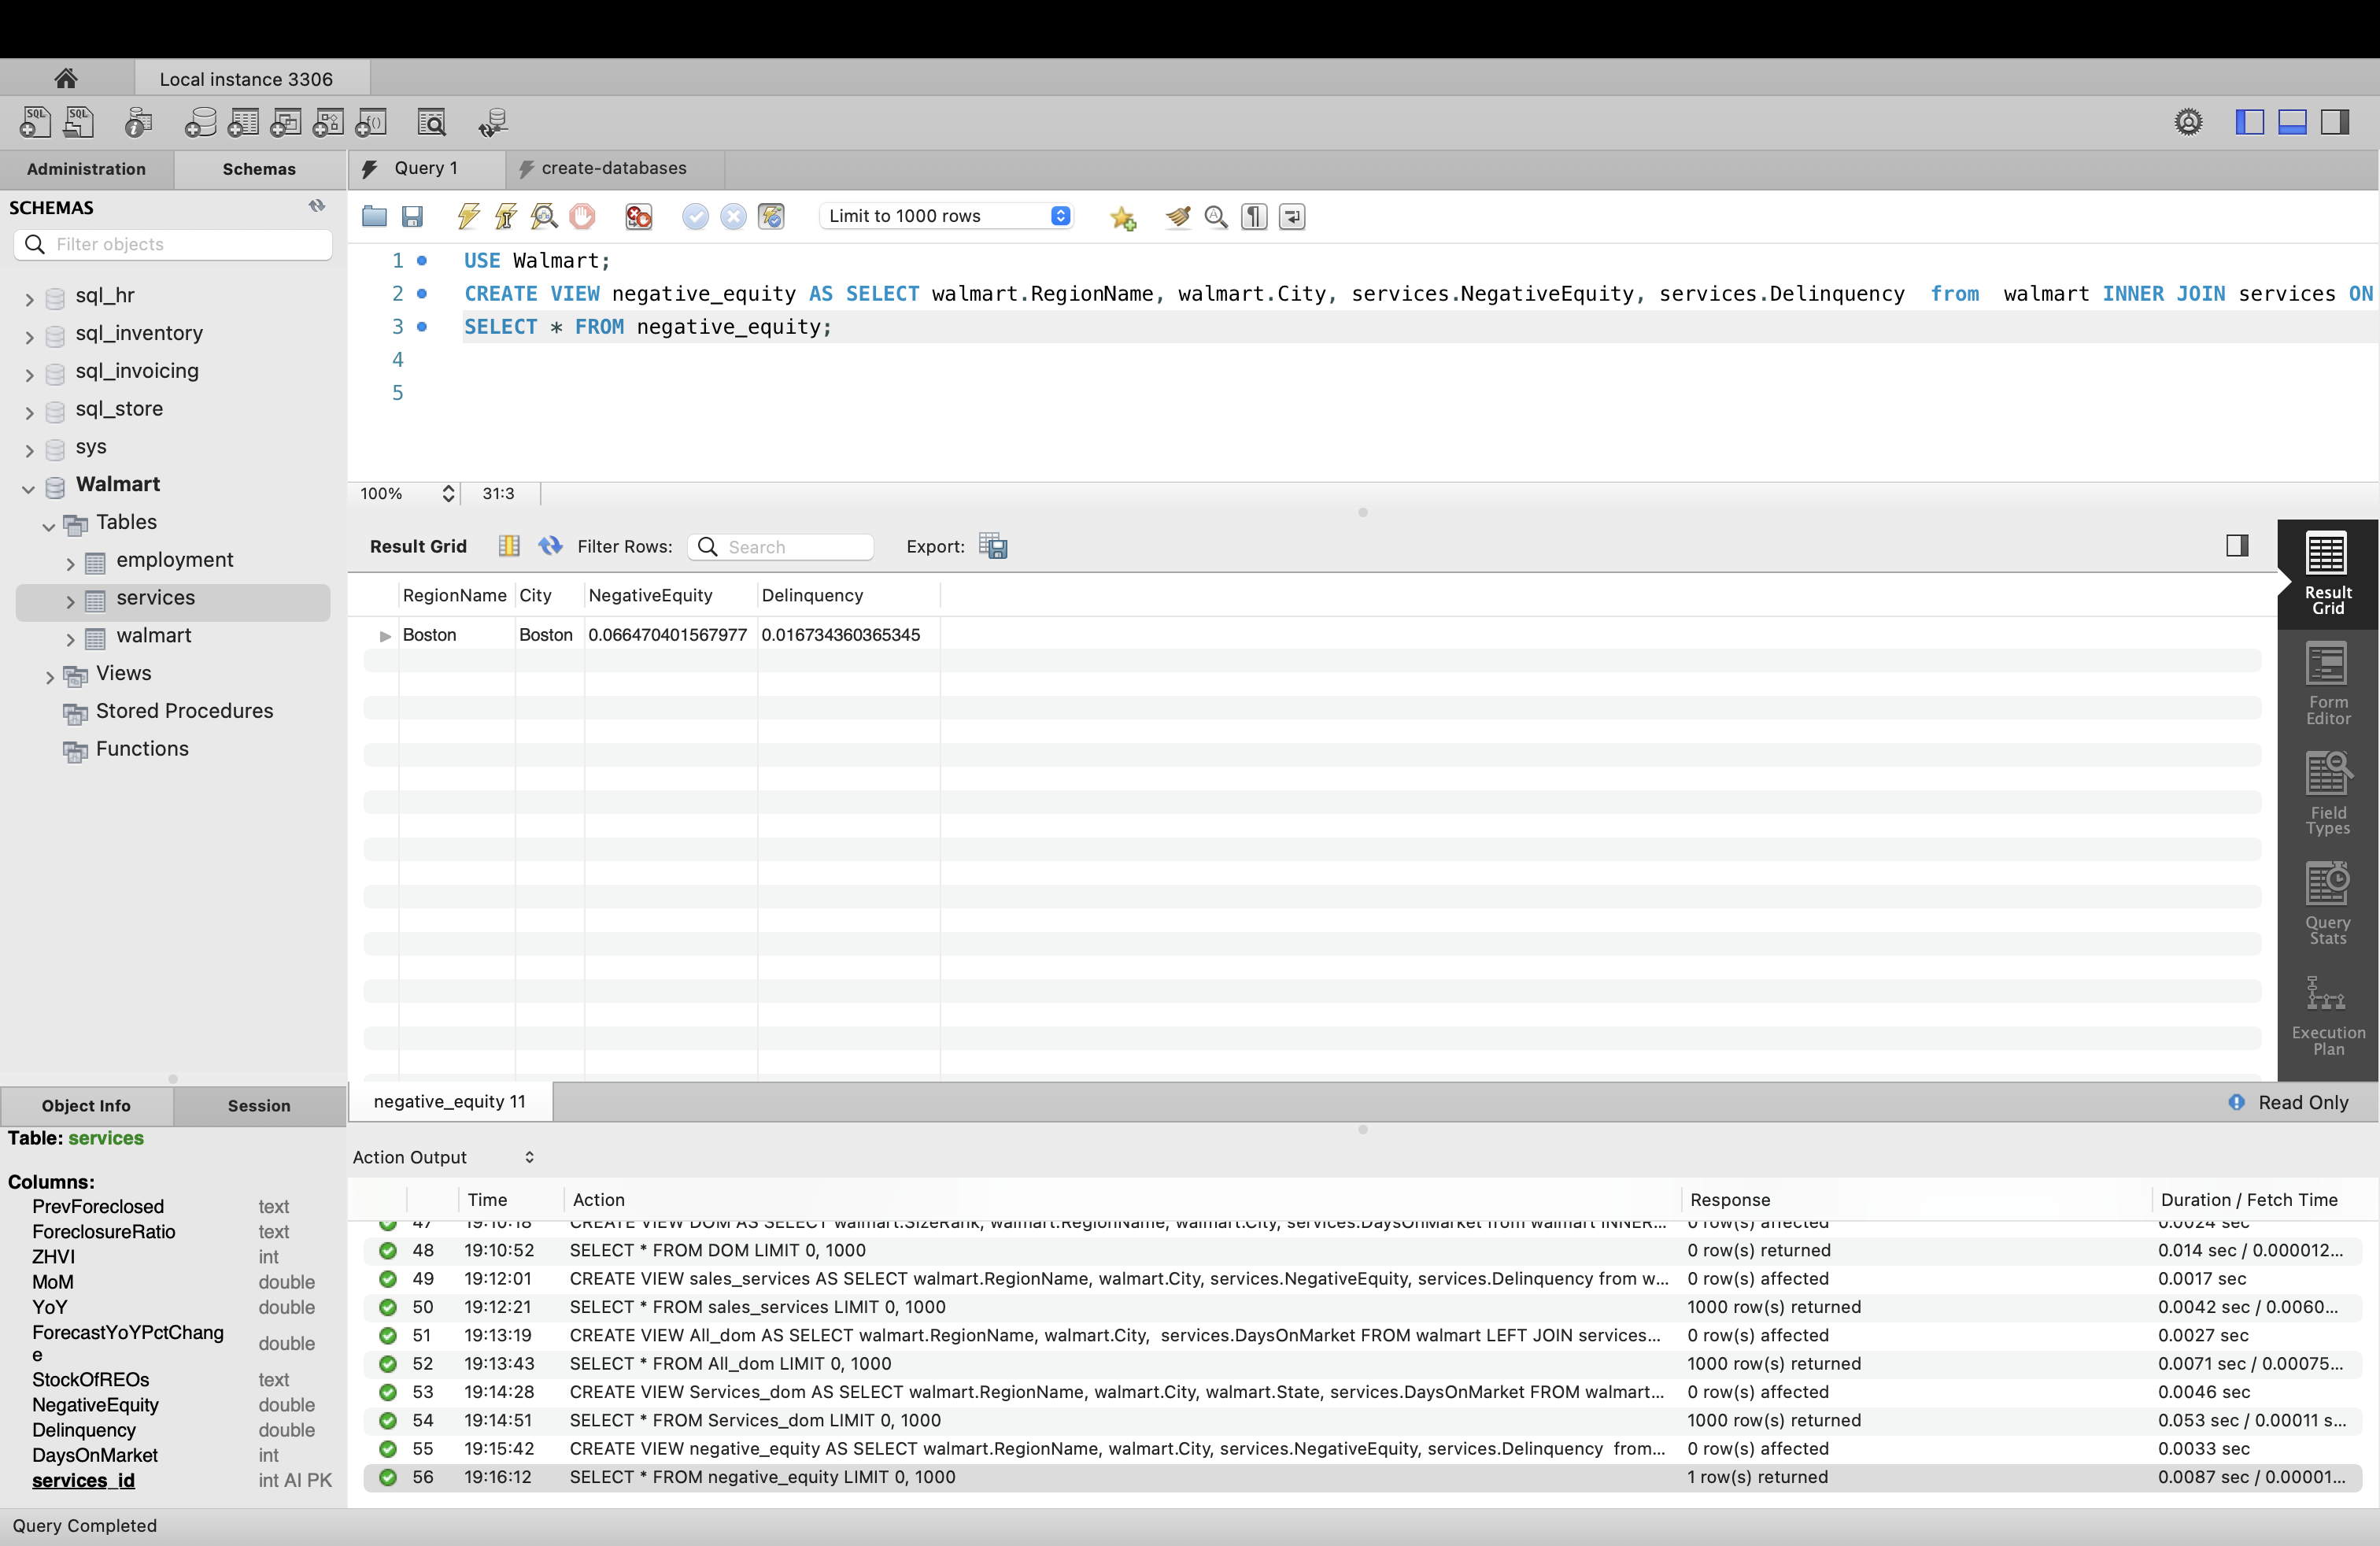 Local instance 3306
Administration
Schemas
Query 1
create-databases
SCHEMAS
Filter objects
sql_hr
sql_inventory
sql_invoicing
sql_store
sys
Walmart
Tables
employment
services
walmart
Views
Stored Procedures
Functions
Limit to 1000 rows
1 USE Walmart;
2 CREATE VIEW negative_equity AS SELECT walmart.RegionName, walmart.City, services.NegativeEquity, services.Delinquency from walmart INNER JOIN services ON
3 SELECT * FROM negative_equity;
4
5
100% 31:3
Result Grid Filter Rows: Search Export:
RegionName City NegativeEquity Delinquency
Boston Boston 0.066470401567977 0.016734360365345
Result
Grid
Form
Editor
Field
Types
Query
Stats
Execution
Plan
negative_equity 11
Read Only
Object Info
Session
Table: services
Columns:
PrevForeclosed text
ForeclosureRatio text
ZHVI int
MoM double
YoY double
ForecastYoYPctChang
e double
StockOfREOs text
NegativeEquity double
Delinquency double
DaysOnMarket int
services_id int AI PK
Action Output
Time Action Response Duration / Fetch Time
47 19:10:18 CREATE VIEW DOM AS SELECT walmart.SizeRank, walmart.RegionName, walmart.City, services.DaysOnMarket from walmart INNER... 0 row(s) affected 0.0024 sec
48 19:10:52 SELECT * FROM DOM LIMIT 0, 1000 0 row(s) returned 0.014 sec / 0.000012...
49 19:12:01 CREATE VIEW sales_services AS SELECT walmart.RegionName, walmart.City, services.NegativeEquity, services.Delinquency from w... 0 row(s) affected 0.0017 sec
50 19:12:21 SELECT * FROM sales_services LIMIT 0, 1000 1000 row(s) returned 0.0042 sec / 0.0060...
51 19:13:19 CREATE VIEW All_dom AS SELECT walmart.RegionName, walmart.City, services.DaysOnMarket FROM walmart LEFT JOIN services... 0 row(s) affected 0.0027 sec
52 19:13:43 SELECT * FROM All_dom LIMIT 0, 1000 1000 row(s) returned 0.0071 sec / 0.00075...
53 19:14:28 CREATE VIEW Services_dom AS SELECT walmart.RegionName, walmart.City, walmart.State, services.DaysOnMarket FROM walmart... 0 row(s) affected 0.0046 sec
54 19:14:51 SELECT * FROM Services_dom LIMIT 0, 1000 1000 row(s) returned 0.053 sec / 0.00011 s...
55 19:15:42 CREATE VIEW negative_equity AS SELECT walmart.RegionName, walmart.City, services.NegativeEquity, services.Delinquency from... 0 row(s) affected 0.0033 sec
56 19:16:12 SELECT * FROM negative_equity LIMIT 0, 1000 1 row(s) returned 0.0087 sec / 0.00001...
Query Completed